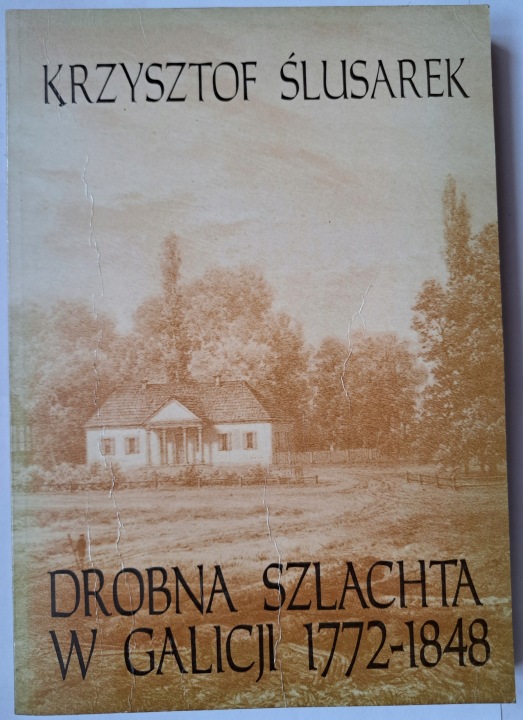 KRZYSZTOF ŚLUSAREK
DROBNA SZLACHTA
W GALICJI 1772-1848